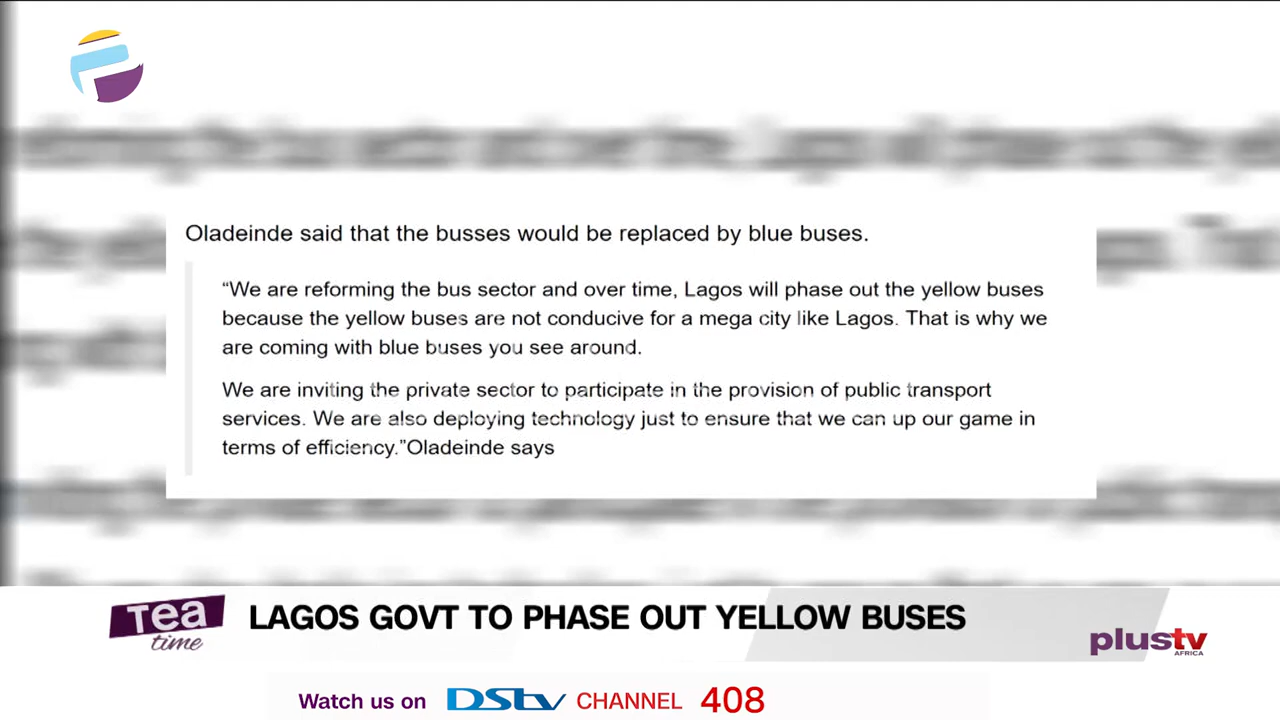 Oladeinde said that the busses would be replaced by blue buses.
“We are reforming the bus sector and over time, Lagos will phase out the yellow buses
because the yellow buses are not conducive for a mega city like Lagos. That is why we
are coming with blue buses you see around.
We are inviting the private sector to participate in the provision of public transport
services. We are also deploying technology just to ensure that we can up our game in
terms of efficiency.”Oladeinde says
Tea
time
LAGOS GOVT TO PHASE OUT YELLOW BUSES
plustv
AFRICA
Watch us on DStv CHANNEL 408